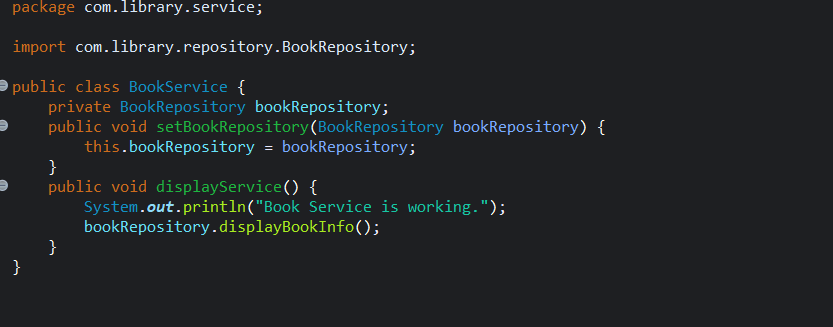 package com.library.service;
import com.library.repository.BookRepository;
public class BookService {
    private BookRepository bookRepository;
    public void setBookRepository(BookRepository bookRepository) {
        this.bookRepository = bookRepository;
    }
    public void displayService() {
        System.out.println("Book Service is working.");
        bookRepository.displayBookInfo();
    }
}